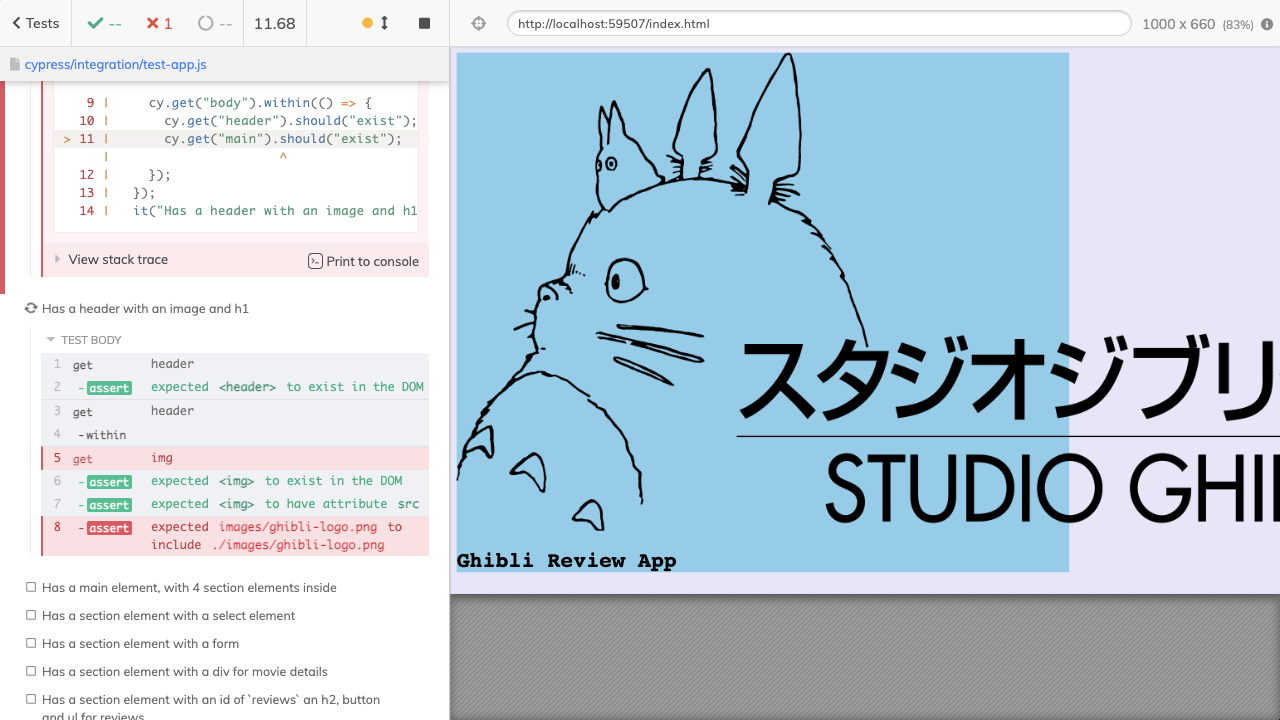 Tests
--
1
--
11.68
http://localhost:59507/index.html
1000 x 660 (83%)
cypress/integration/test-app.js
9 | cy.get("body").within(() => {
10 | cy.get("header").should("exist");
> 11 | cy.get("main").should("exist");
| ^
12 | });
13 | });
14 | it("Has a header with an image and h1
View stack trace
Print to console
Has a header with an image and h1
TEST BODY
1 get header
2 -assert expected <header> to exist in the DOM
3 get header
4 -within
5 get img
6 -assert expected <img> to exist in the DOM
7 -assert expected <img> to have attribute src
8 -assert expected images/ghibli-logo.png to
include ./images/ghibli-logo.png
Has a main element, with 4 section elements inside
Has a section element with a select element
Has a section element with a form
Has a section element with a div for movie details
Has a section element with an id of `reviews` an h2, button
and ul for reviews
スタジオジブリ
STUDIO GHI
Ghibli Review App